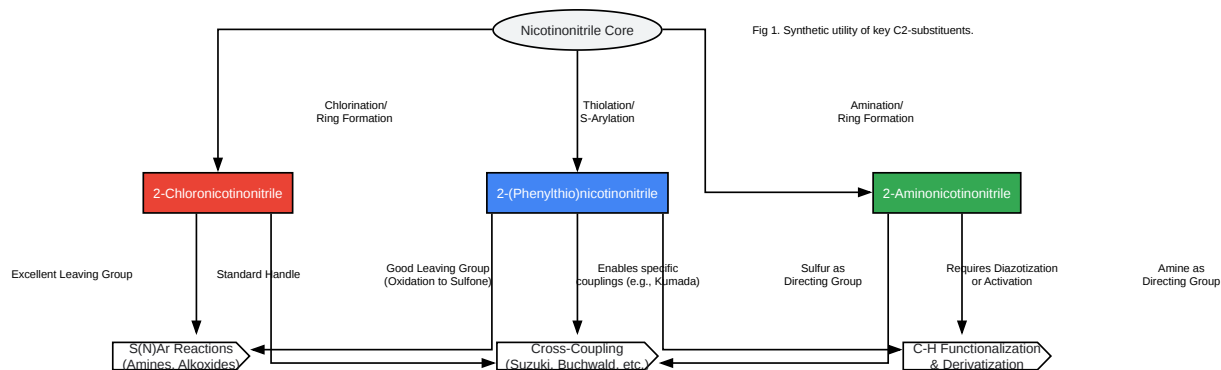 Nicotinonitrile Core
Fig 1. Synthetic utility of key C2-substituents.
Chlorination/
Ring Formation
Thiolation/
S-Arylation
Amination/
Ring Formation
2-Chloronicotinonitrile
2-(Phenylthio)nicotinonitrile
2-Aminonicotinonitrile
Excellent Leaving Group
Standard Handle
Good Leaving Group
(Oxidation to Sulfone)
Enables specific
couplings (e.g., Kumada)
Sulfur as
Directing Group
Requires Diazotization
or Activation
Amine as
Directing Group
S(N)Ar Reactions
(Amines, Alkoxides)
Cross-Coupling
(Suzuki, Buchwald, etc.)
C-H Functionalization
& Derivatization